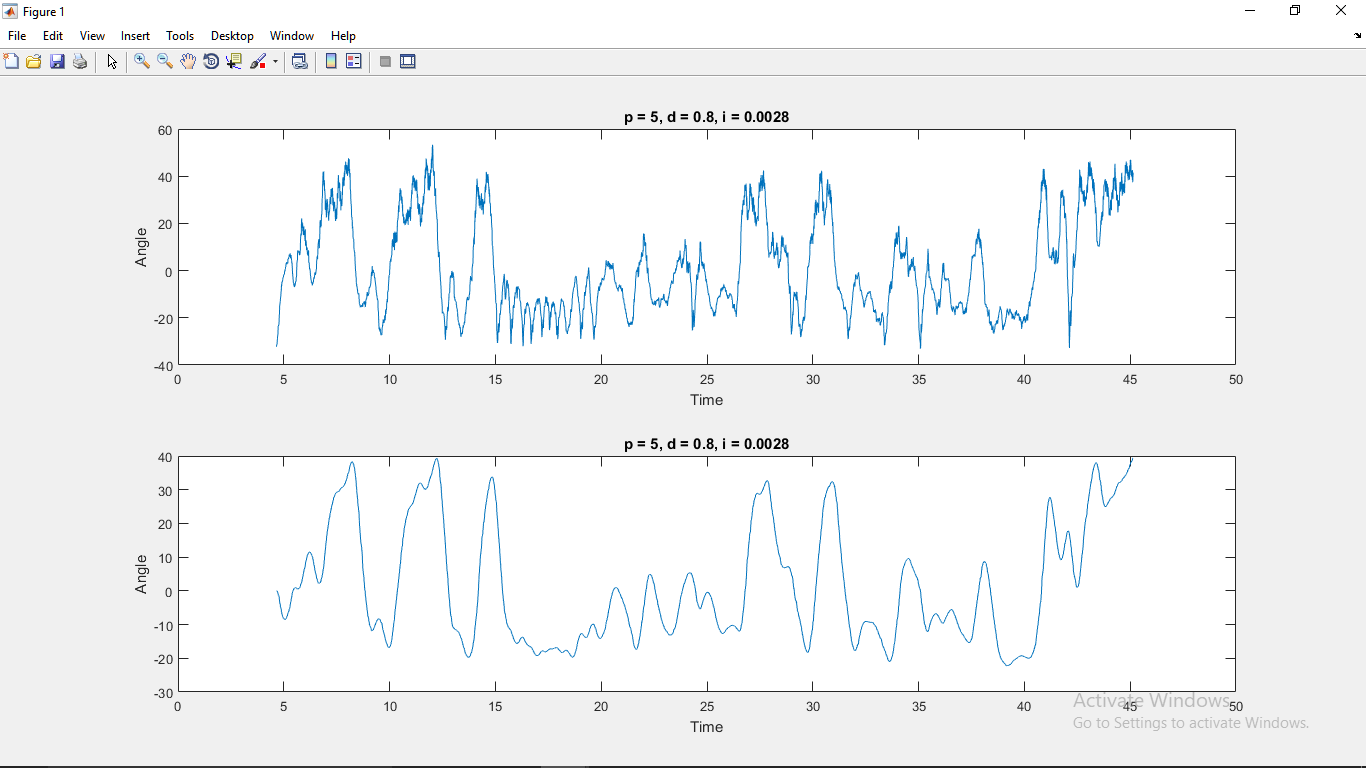 Figure 1
File Edit View Insert Tools Desktop Window Help
p = 5, d = 0.8, i = 0.0028
60
40
20
0
-20
-40
Angle
0 5 10 15 20 25 30 35 40 45 50
Time
p = 5, d = 0.8, i = 0.0028
40
30
20
10
0
-10
-20
-30
Angle
0 5 10 15 20 25 30 35 40 45 50
Time
Activate Windows
Go to Settings to activate Windows.